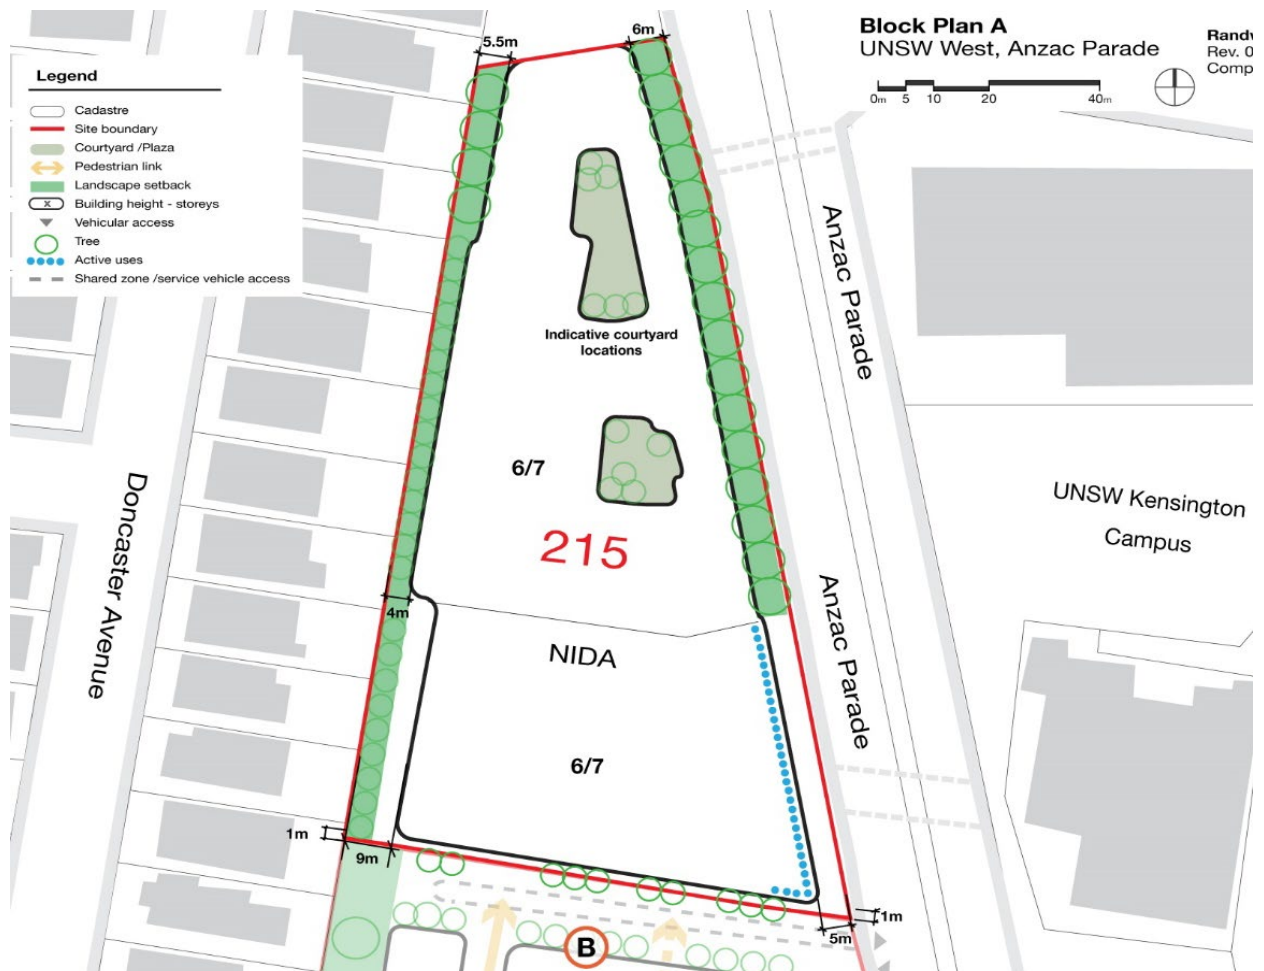 Block Plan A
UNSW West, Anzac Parade
0m 5 10 20 40m
Rev. 0
Legend
Cadastre
Site boundary
Courtyard /Plaza
Pedestrian link
Landscape setback
x Building height - storeys
Vehicular access
Tree
Active uses
Shared zone /service vehicle access
5.5m
6m
Indicative courtyard
locations
Anzac Parade
6/7
215
UNSW Kensington
Campus
Doncaster Avenue
4m
NIDA
Anzac Parade
6/7
1m
9m
1m
5m
B